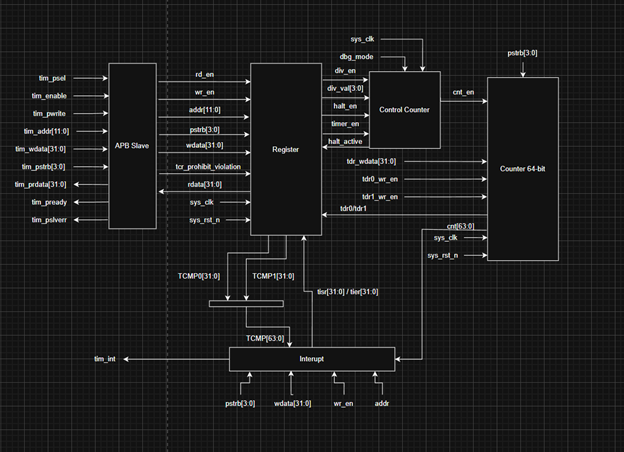 sys_clk
dbg_mode
pstrb[3:0]
tim_psel
tim_enable
tim_pwrite
tim_addr[11:0]
tim_wdata[31:0]
tim_pstrb[3:0]
tim_prdata[31:0]
tim_pready
tim_pslverr
APB Slave
rd_en
wr_en
addr[11:0]
pstrb[3:0]
wdata[31:0]
tcr_prohibit_violation
rdata[31:0]
sys_clk
sys_rst_n
Register
div_en
div_val[3:0]
halt_en
timer_en
halt_active
Control Counter
cnt_en
tdr_wdata[31:0]
tdr0_wr_en
tdr1_wr_en
tdr0/tdr1
cnt[63:0]
sys_clk
sys_rst_n
Counter 64-bit
TCMP0[31:0]
TCMP1[31:0]
tisr[31:0] / tier[31:0]
TCMP[63:0]
tim_int
Interupt
pstrb[3:0]
wdata[31:0]
wr_en
addr